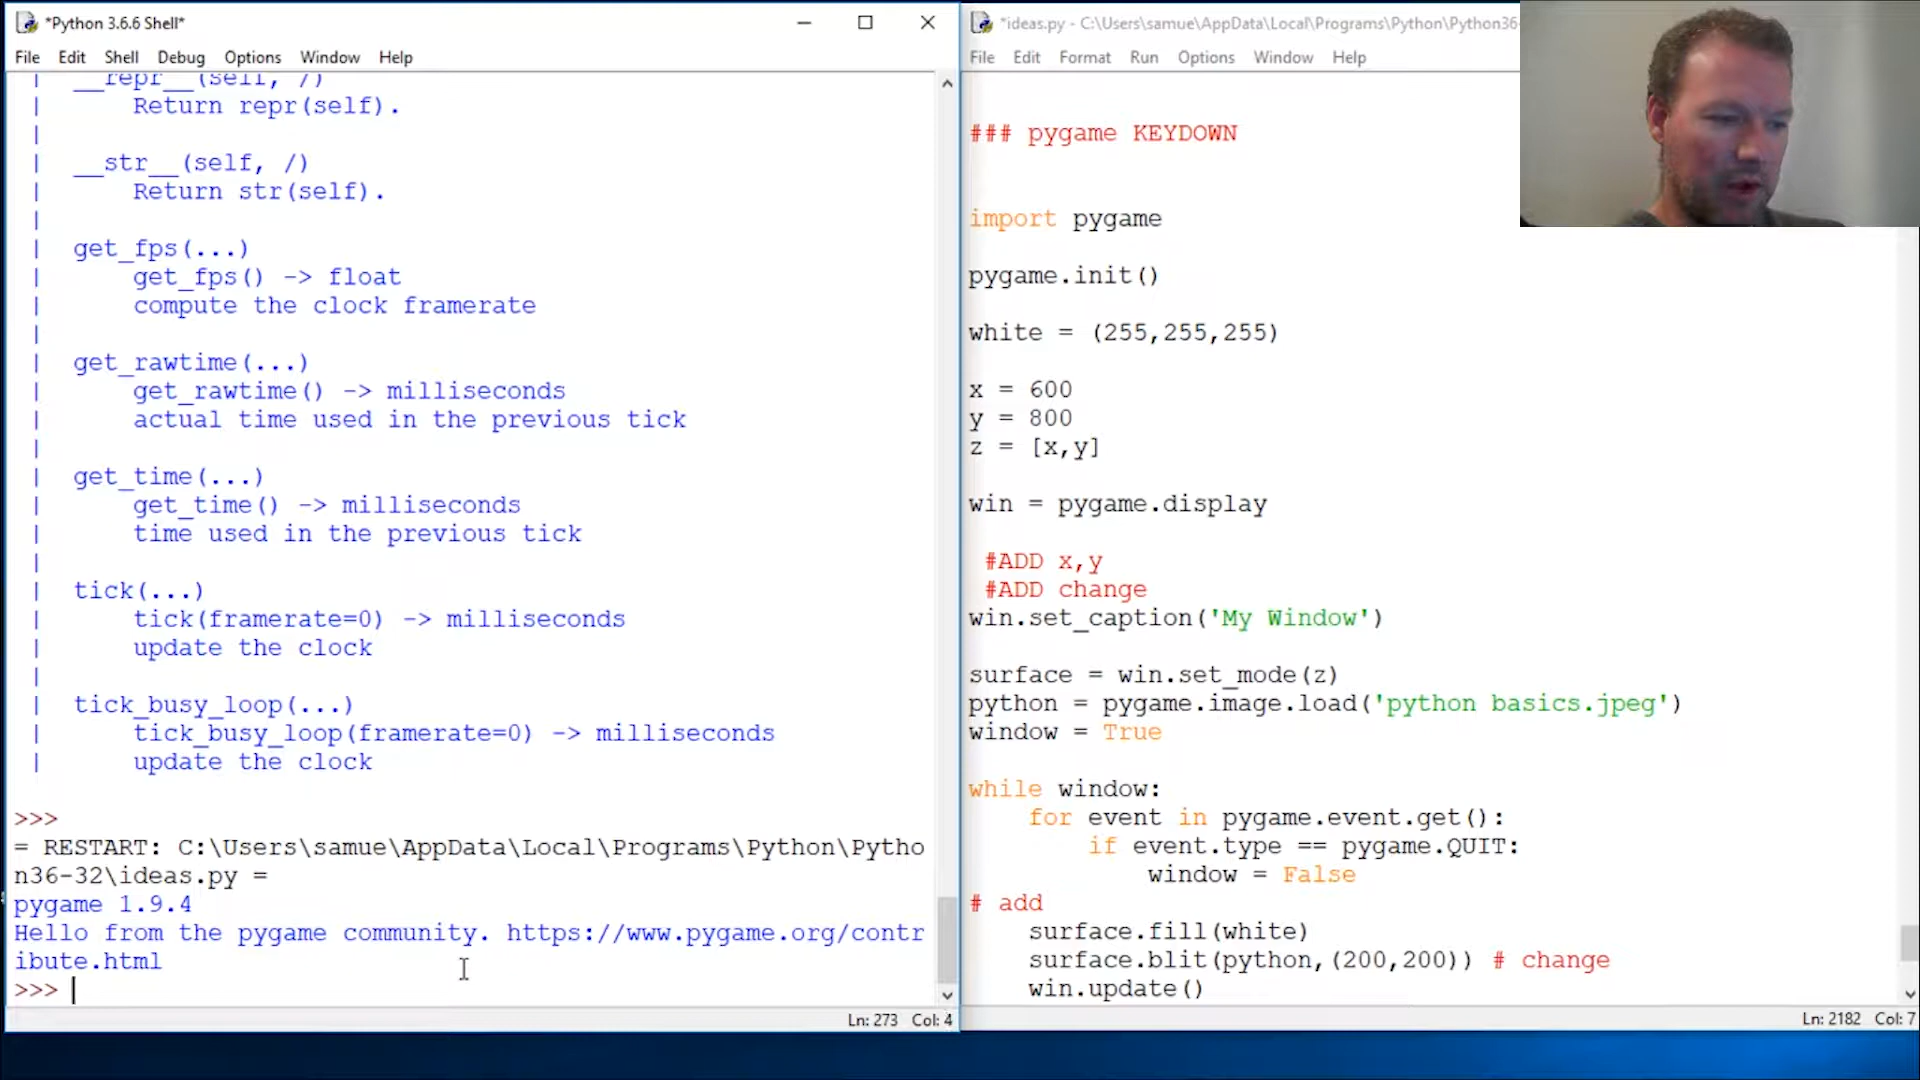 *Python 3.6.6 Shell*
File Edit Shell Debug Options Window Help
| __repr__(self, /)
| Return repr(self).
|
| __str__(self, /)
| Return str(self).
|
| get_fps(...)
| get_fps() -> float
| compute the clock framerate
|
| get_rawtime(...)
| get_rawtime() -> milliseconds
| actual time used in the previous tick
|
| get_time(...)
| get_time() -> milliseconds
| time used in the previous tick
|
| tick(...)
| tick(framerate=0) -> milliseconds
| update the clock
|
| tick_busy_loop(...)
| tick_busy_loop(framerate=0) -> milliseconds
| update the clock
>>>
= RESTART: C:\Users\samue\AppData\Local\Programs\Python\Pytho
n36-32\ideas.py =
pygame 1.9.4
Hello from the pygame community. https://www.pygame.org/contr
ibute.html
>>>
Ln: 273 Col: 4
*ideas.py - C:\Users\samue\AppData\Local\Programs\Python\Python36-
File Edit Format Run Options Window Help
### pygame KEYDOWN
import pygame
pygame.init()
white = (255,255,255)
x = 600
y = 800
z = [x,y]
win = pygame.display
#ADD x,y
#ADD change
win.set_caption('My Window')
surface = win.set_mode(z)
python = pygame.image.load('python basics.jpeg')
window = True
while window:
for event in pygame.event.get():
if event.type == pygame.QUIT:
window = False
# add
surface.fill(white)
surface.blit(python,(200,200)) # change
win.update()
Ln: 2182 Col: 7